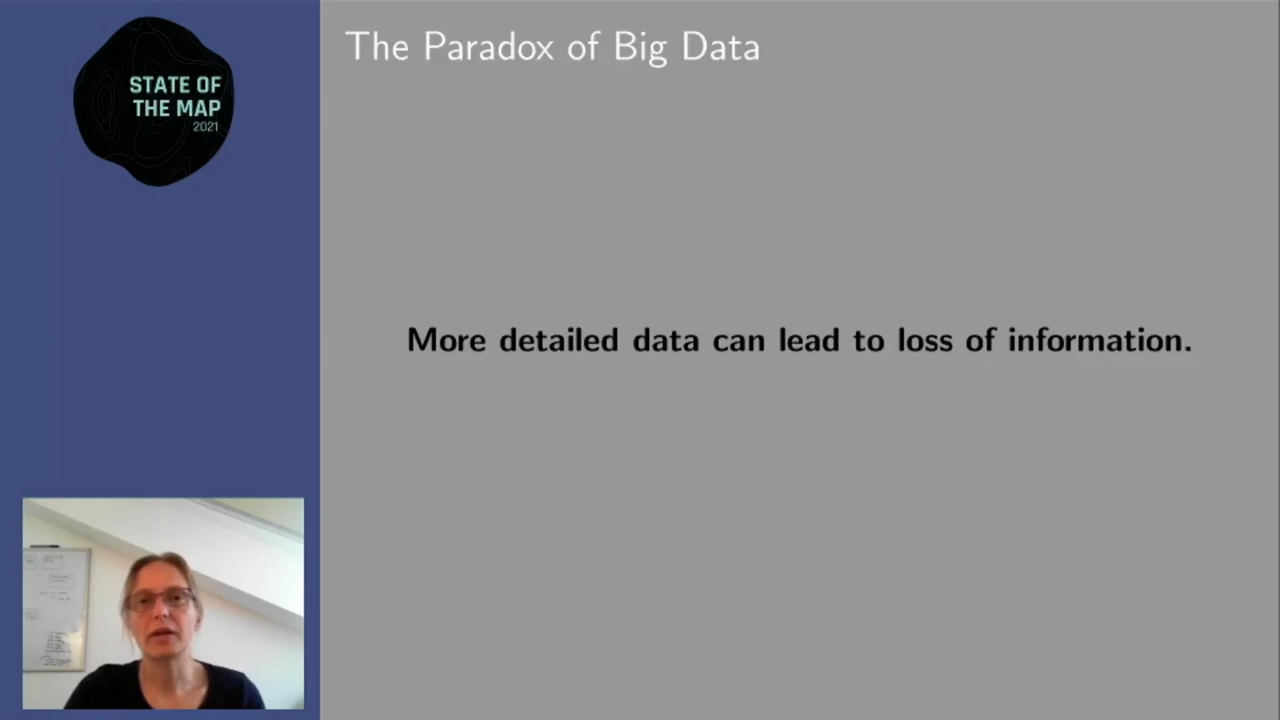 STATE OF
THE MAP
2021
The Paradox of Big Data
More detailed data can lead to loss of information.